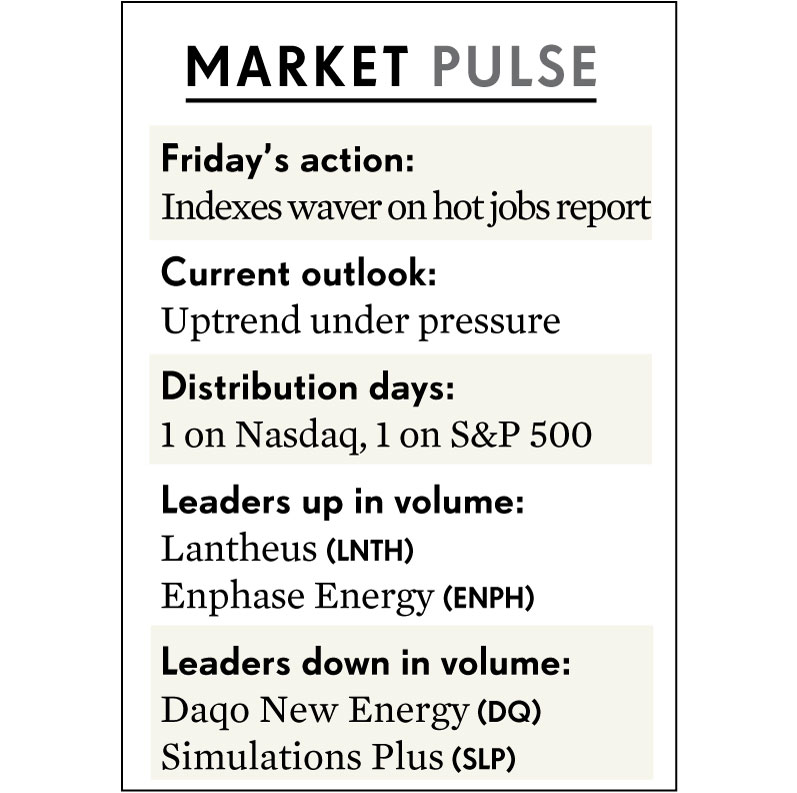 MARKET PULSE
Friday’s action:
Indexes waver on hot jobs report
Current outlook:
Uptrend under pressure
Distribution days:
1 on Nasdaq, 1 on S&P 500
Leaders up in volume:
Lantheus (LNTH)
Enphase Energy (ENPH)
Leaders down in volume:
Daqo New Energy (DQ)
Simulations Plus (SLP)